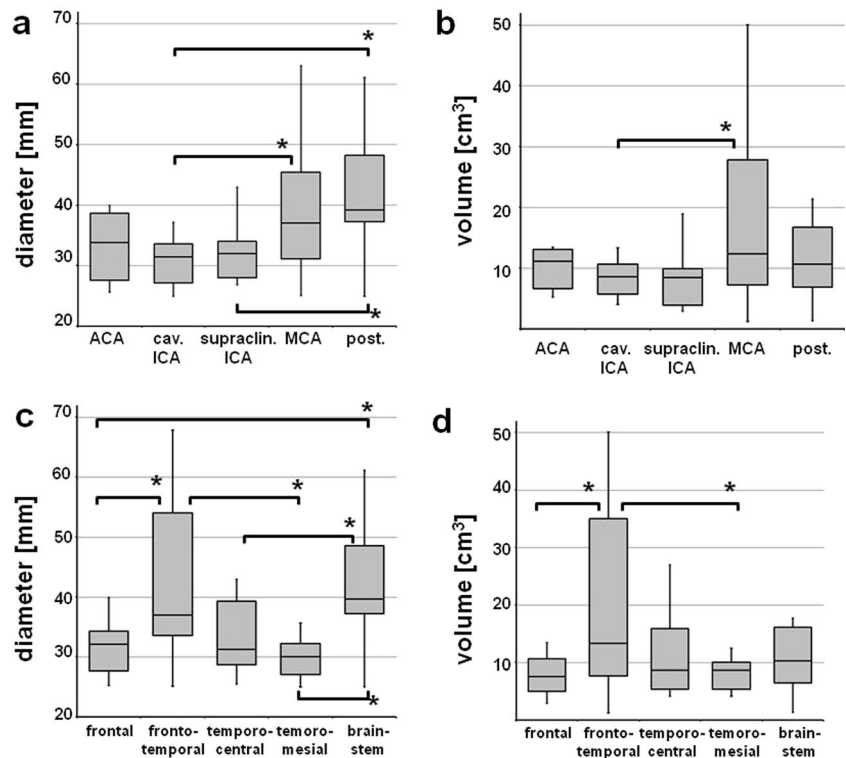 a
70
60
50
40
30
20
diameter [mm]
*
*
*
ACA
cav.
ICA
supraclin.
ICA
MCA
post.
b
50
40
30
20
10
volume [cm³]
*
ACA
cav.
ICA
supraclin.
ICA
MCA
post.
c
70
60
50
40
30
20
diameter [mm]
*
*
*
*
*
frontal
fronto-
temporal
temporo-
central
temoro-
mesial
brain-
stem
d
50
40
30
20
10
volume [cm³]
*
*
frontal
fronto-
temporal
temporo-
central
temoro-
mesial
brain-
stem